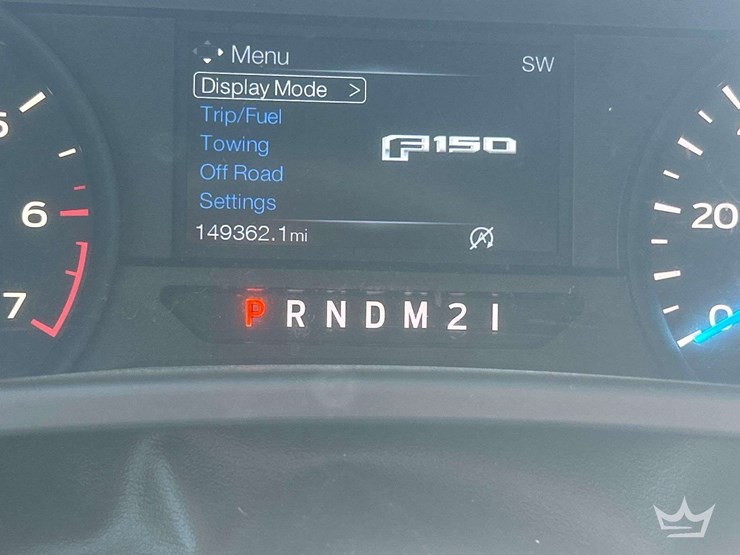 Menu
SW
Display Mode >
Trip/Fuel
Towing
F150
Off Road
Settings
149362.1mi
A
6
7
20
0
P R N D M 2 1